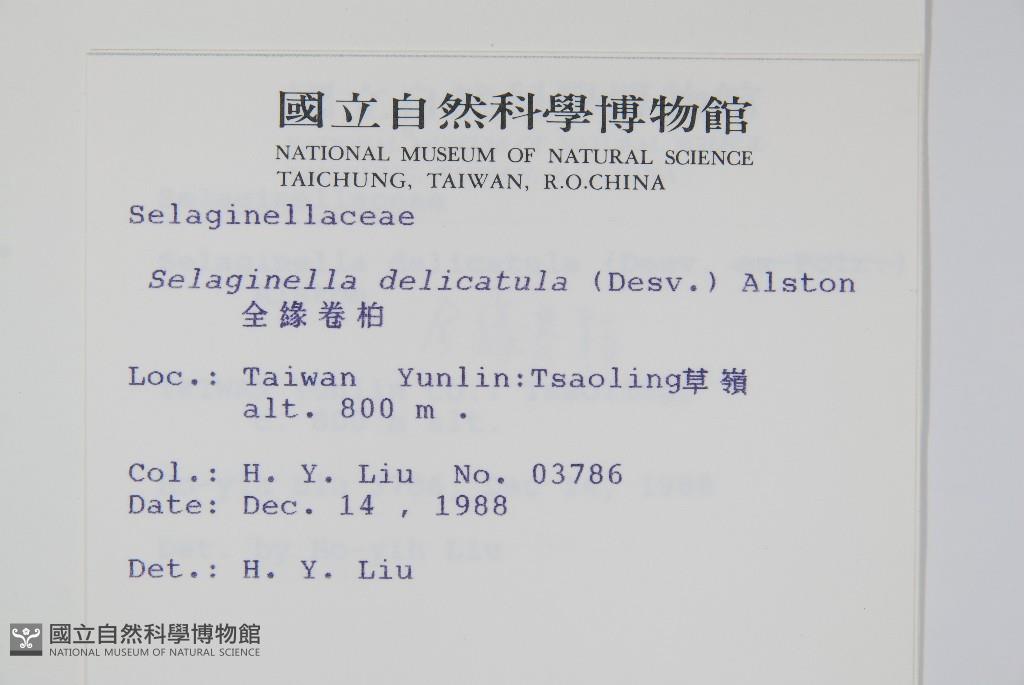 國立自然科學博物館
NATIONAL MUSEUM OF NATURAL SCIENCE
TAICHUNG, TAIWAN, R.O.CHINA
Selaginellaceae
Selaginella delicatula (Desv.) Alston
全緣卷柏
Loc.: Taiwan Yunlin:Tsaoling草嶺
alt. 800 m .
Col.: H. Y. Liu No. 03786
Date: Dec. 14 , 1988
Det.: H. Y. Liu
國立自然科學博物館
NATIONAL MUSEUM OF NATURAL SCIENCE